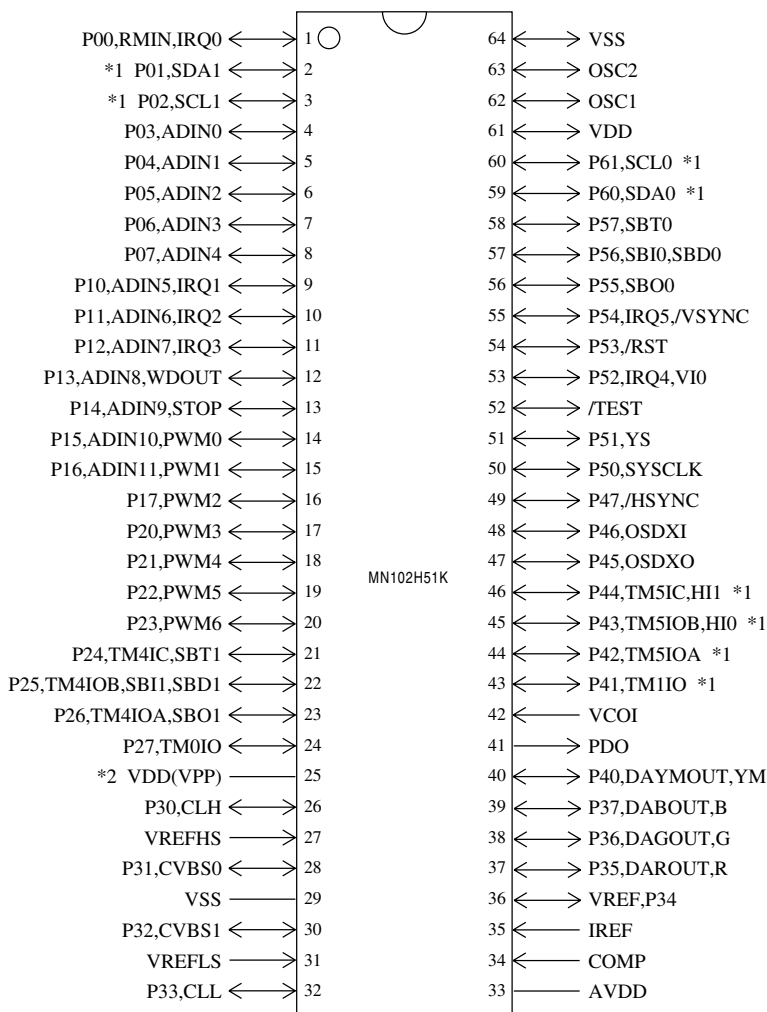 P00,RMIN,IRQ0 1 64 VSS
*1 P01,SDA1 2 63 OSC2
*1 P02,SCL1 3 62 OSC1
P03,ADIN0 4 61 VDD
P04,ADIN1 5 60 P61,SCL0 *1
P05,ADIN2 6 59 P60,SDA0 *1
P06,ADIN3 7 58 P57,SBT0
P07,ADIN4 8 57 P56,SBI0,SBD0
P10,ADIN5,IRQ1 9 56 P55,SBO0
P11,ADIN6,IRQ2 10 55 P54,IRQ5,/VSYNC
P12,ADIN7,IRQ3 11 54 P53,/RST
P13,ADIN8,WDOUT 12 53 P52,IRQ4,VI0
P14,ADIN9,STOP 13 52 /TEST
P15,ADIN10,PWM0 14 51 P51,YS
P16,ADIN11,PWM1 15 50 P50,SYSCLK
P17,PWM2 16 49 P47,/HSYNC
P20,PWM3 17 48 P46,OSDXI
P21,PWM4 18 47 P45,OSDXO
MN102H51K
P22,PWM5 19 46 P44,TM5IC,HI1 *1
P23,PWM6 20 45 P43,TM5IOB,HI0 *1
P24,TM4IC,SBT1 21 44 P42,TM5IOA *1
P25,TM4IOB,SBI1,SBD1 22 43 P41,TM1IO *1
P26,TM4IOA,SBO1 23 42 VCOI
P27,TM0IO 24 41 PDO
*2 VDD(VPP) 25 40 P40,DAYMOUT,YM
P30,CLH 26 39 P37,DABOUT,B
VREFHS 27 38 P36,DAGOUT,G
P31,CVBS0 28 37 P35,DAROUT,R
VSS 29 36 VREF,P34
P32,CVBS1 30 35 IREF
VREFLS 31 34 COMP
P33,CLL 32 33 AVDD